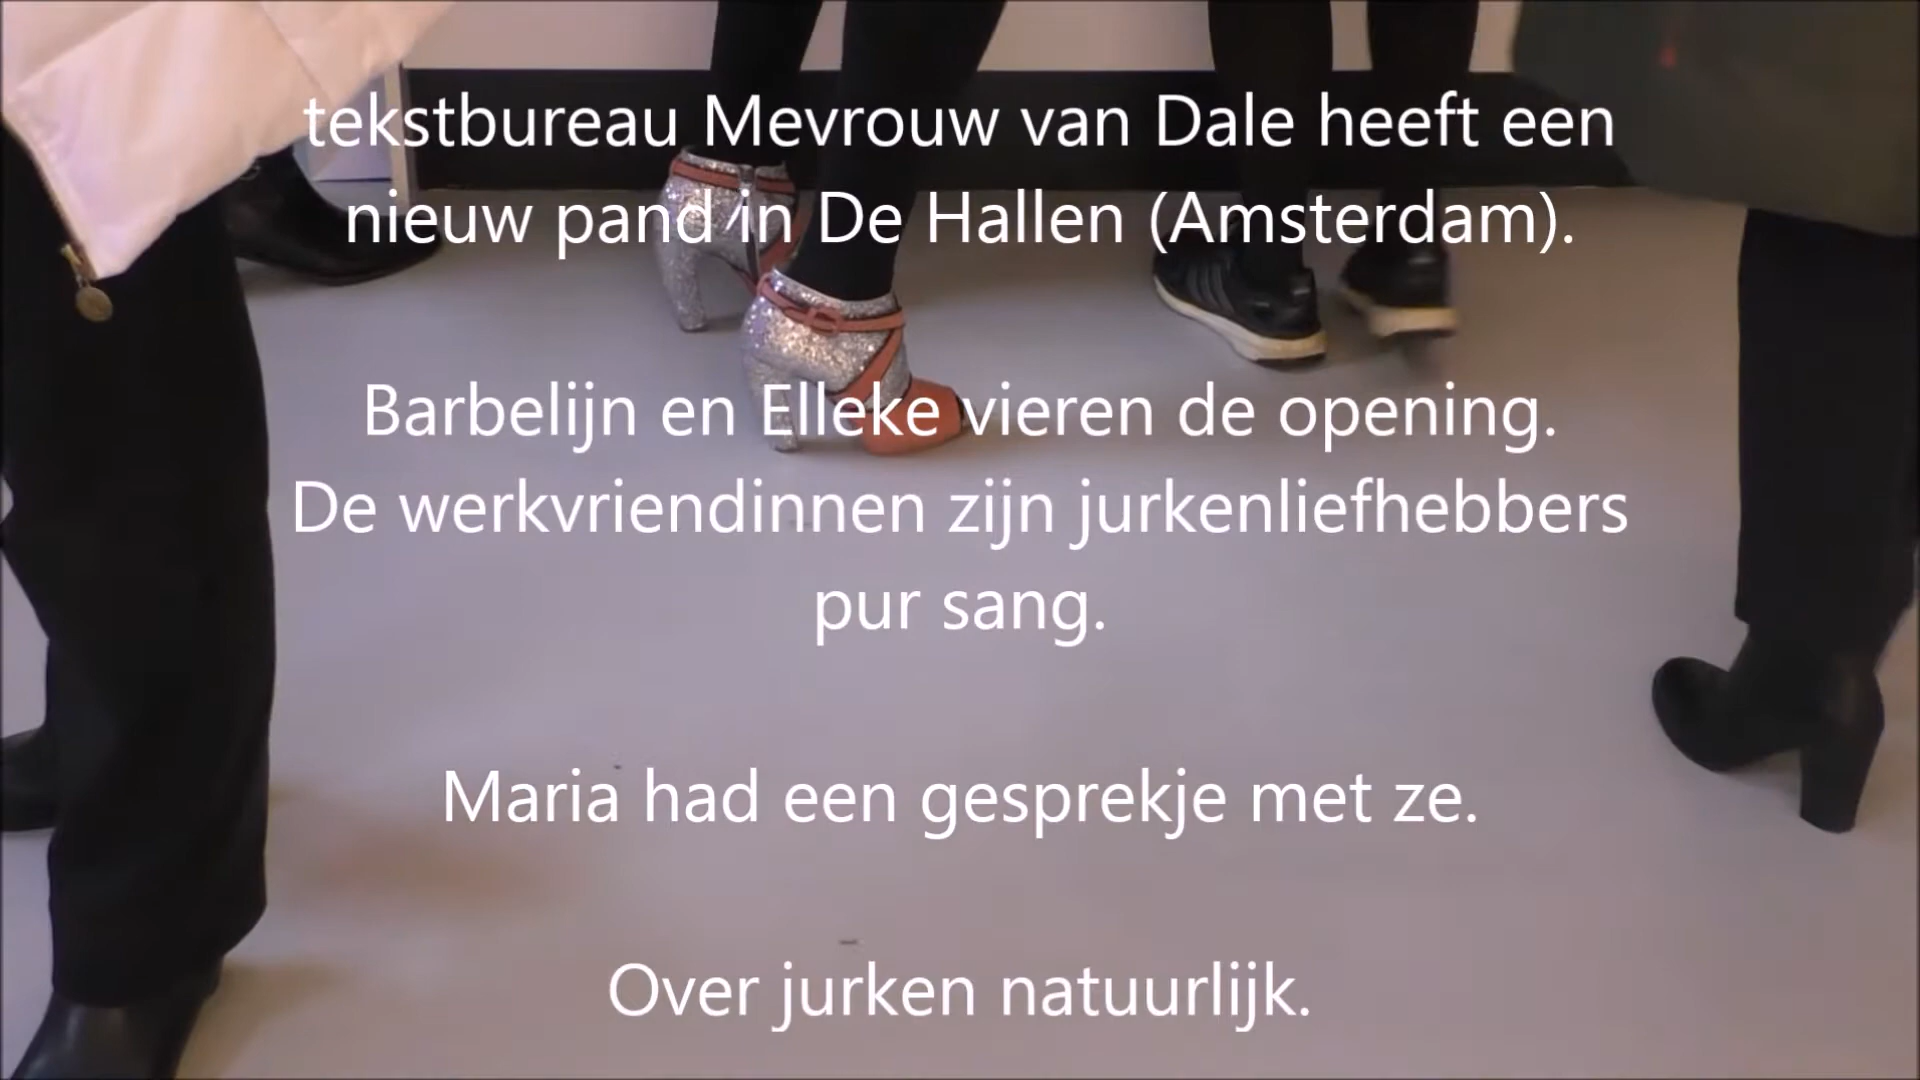 tekstbureau Mevrouw van Dale heeft een
nieuw pand in De Hallen (Amsterdam).
Barbelijn en Elleke vieren de opening.
De werkvriendinnen zijn jurkenliefhebbers
pur sang.
Maria had een gesprekje met ze.
Over jurken natuurlijk.